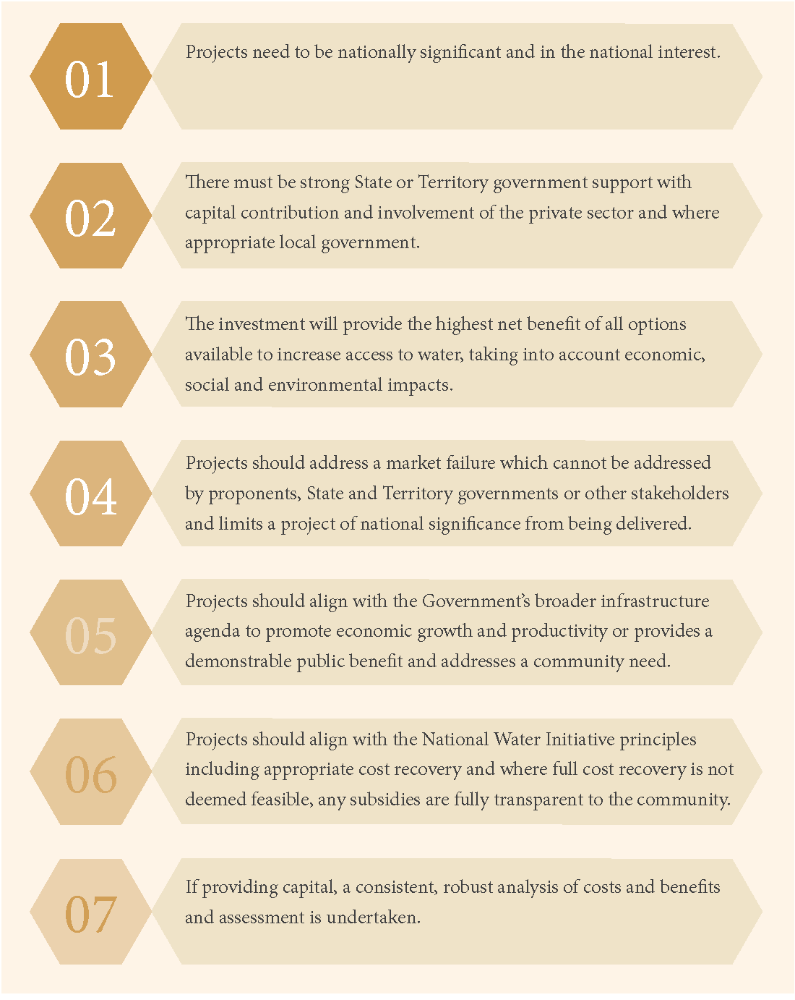 01
Projects need to be nationally significant and in the national interest.
02
There must be strong State or Territory government support with
capital contribution and involvement of the private sector and where
appropriate local government.
03
The investment will provide the highest net benefit of all options
available to increase access to water, taking into account economic,
social and environmental impacts.
04
Projects should address a market failure which cannot be addressed
by proponents, State and Territory governments or other stakeholders
and limits a project of national significance from being delivered.
05
Projects should align with the Government’s broader infrastructure
agenda to promote economic growth and productivity or provides a
demonstrable public benefit and addresses a community need.
06
Projects should align with the National Water Initiative principles
including appropriate cost recovery and where full cost recovery is not
deemed feasible, any subsidies are fully transparent to the community.
07
If providing capital, a consistent, robust analysis of costs and benefits
and assessment is undertaken.